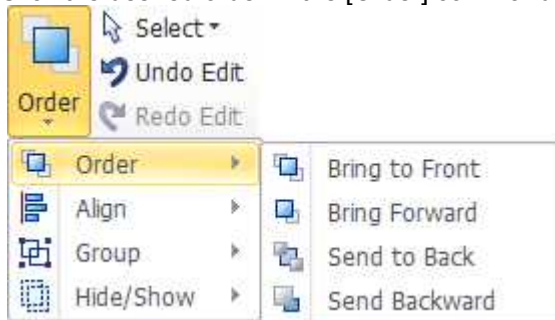 Select
Undo Edit
Order
Redo Edit
Order
Bring to Front
Align
Bring Forward
Group
Send to Back
Hide/Show
Send Backward